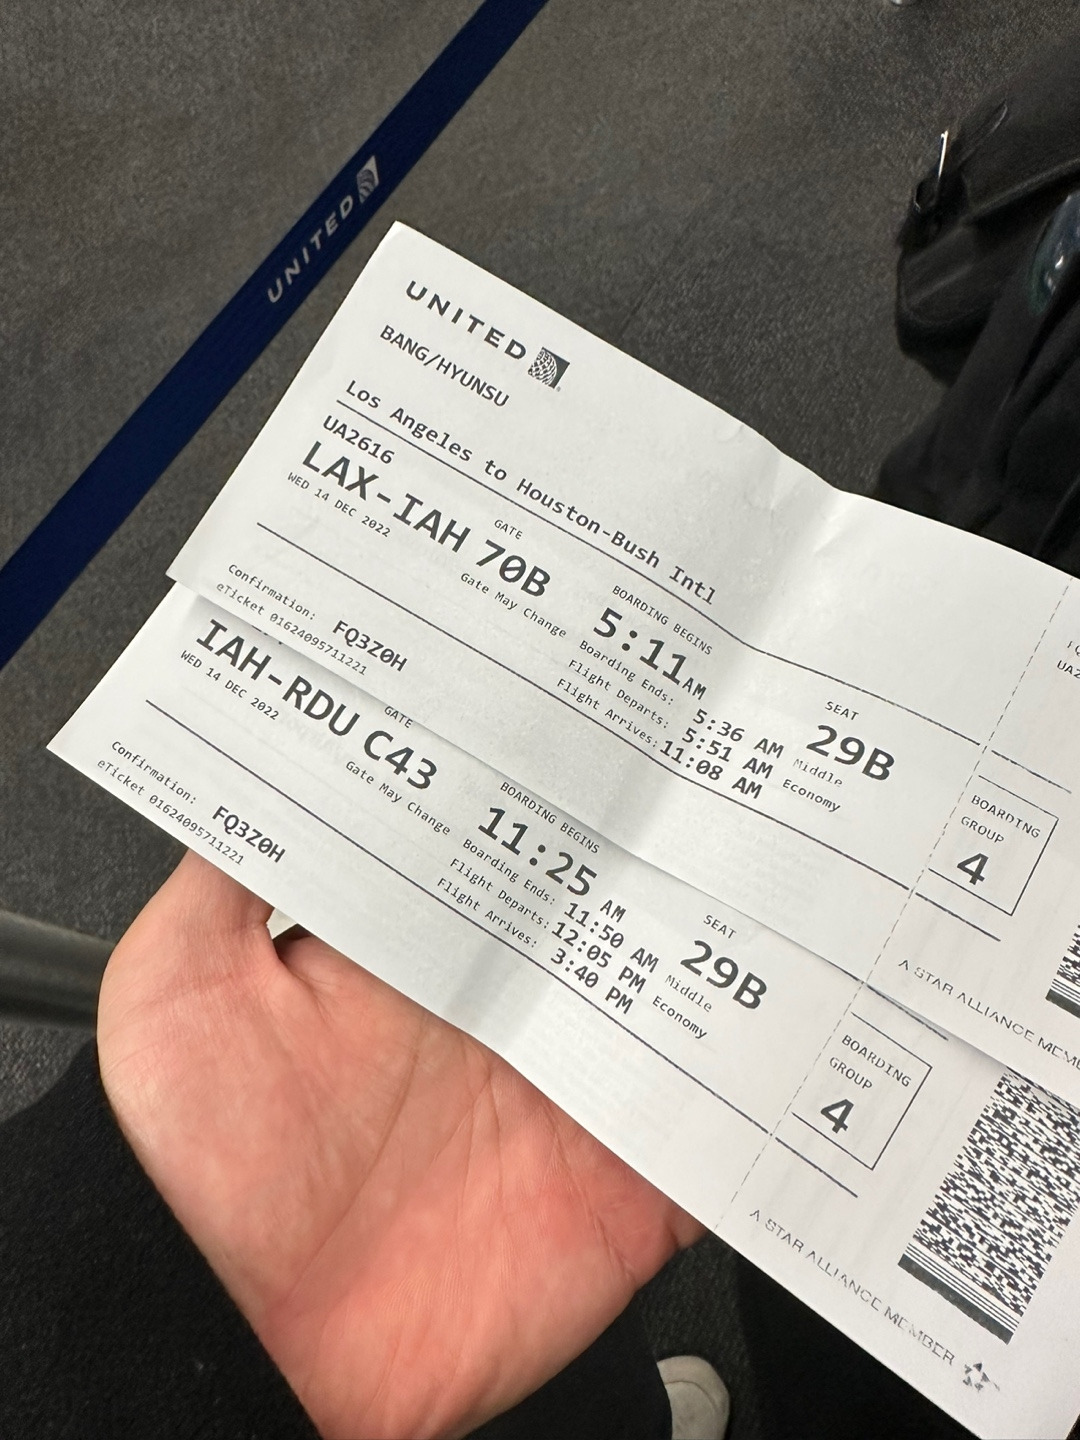 UNITED
UNITED
BANG/HYUNSU
Los Angeles to Houston-Bush Intl
UA2616
LAX-IAH
WED 14 DEC 2022
GATE
70B
Gate May Change
BOARDING BEGINS
5:11AM
Boarding Ends: 5:36 AM
Flight Departs: 5:51 AM
Flight Arrives: 11:08 AM
SEAT
29B
Middle
Economy
Confirmation: FQ3Z0H
eTicket 01624095711221
BOARDING
GROUP
4
A STAR ALLIANCE
IAH-RDU
WED 14 DEC 2022
GATE
C43
Gate May Change
BOARDING BEGINS
11:25 AM
Boarding Ends: 11:50 AM
Flight Departs: 12:05 PM
Flight Arrives: 3:40 PM
SEAT
29B
Middle
Economy
Confirmation: FQ3Z0H
eTicket 01624095711221
BOARDING
GROUP
4
A STAR ALLIANCE MEMBER